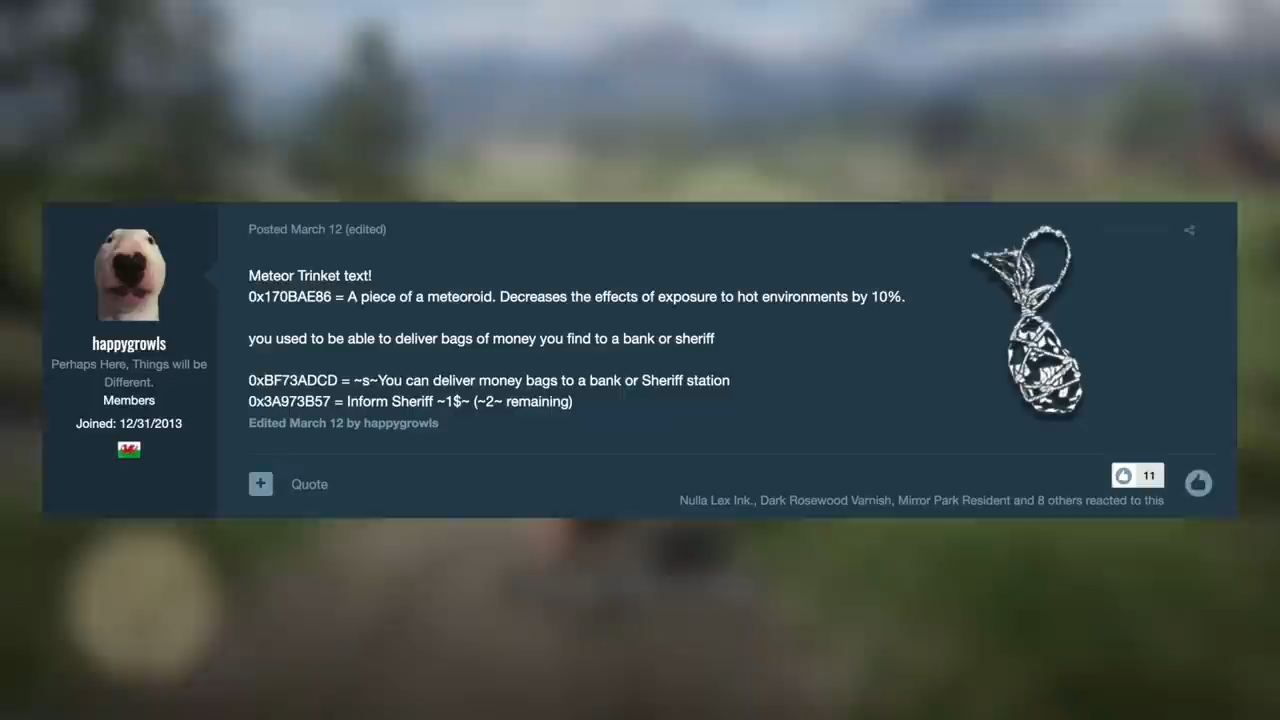 happygrowls
Perhaps Here, Things will be
Different.
Members
Joined: 12/31/2013
Posted March 12 (edited)
Meteor Trinket text!
0x170BAE86 = A piece of a meteoroid. Decreases the effects of exposure to hot environments by 10%.
you used to be able to deliver bags of money you find to a bank or sheriff
0xBF73ADCD = ~s~You can deliver money bags to a bank or Sheriff station
0x3A973B57 = Inform Sheriff ~1$~ (~2~ remaining)
Edited March 12 by happygrowls
+ Quote
11
Nulla Lex Ink., Dark Rosewood Varnish, Mirror Park Resident and 8 others reacted to this